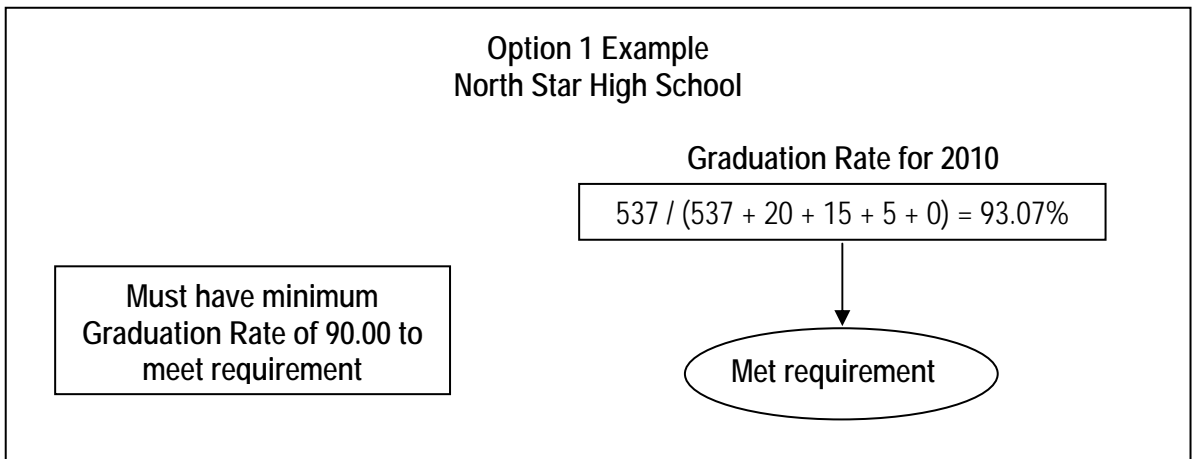 Option 1 Example
North Star High School
Graduation Rate for 2010
537 / (537 + 20 + 15 + 5 + 0) = 93.07%
Must have minimum
Graduation Rate of 90.00 to
meet requirement
Met requirement